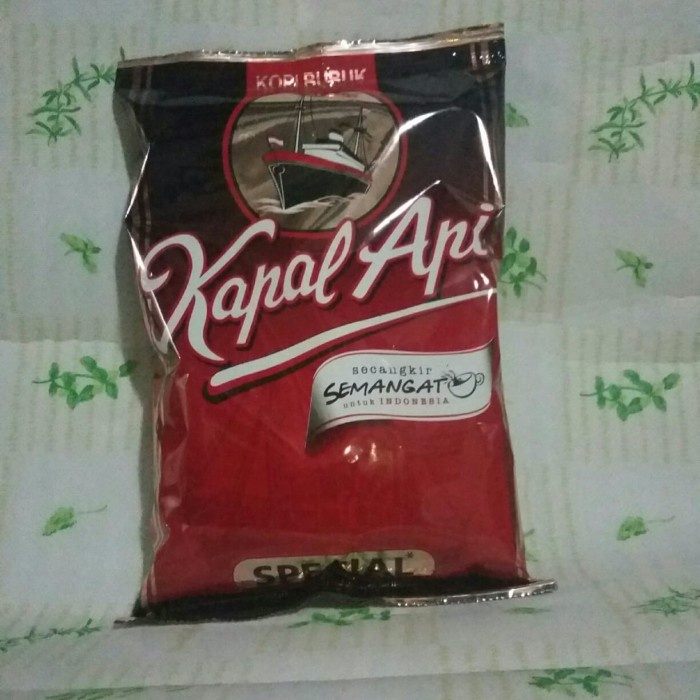 KOPI BUBUK
Kapal Api
secangkir
SEMANGAT
untuk INDONESIA
SPESIAL